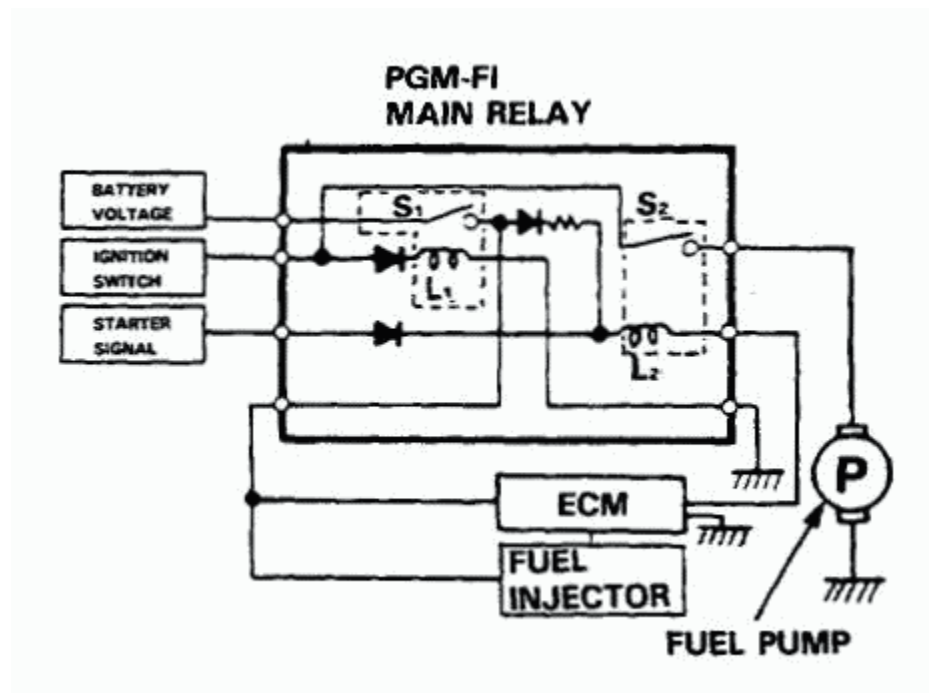 PGM-FI
MAIN RELAY
BATTERY
VOLTAGE
S1
S2
IGNITION
SWITCH
L1
STARTER
SIGNAL
L2
P
ECM
FUEL
INJECTOR
FUEL PUMP